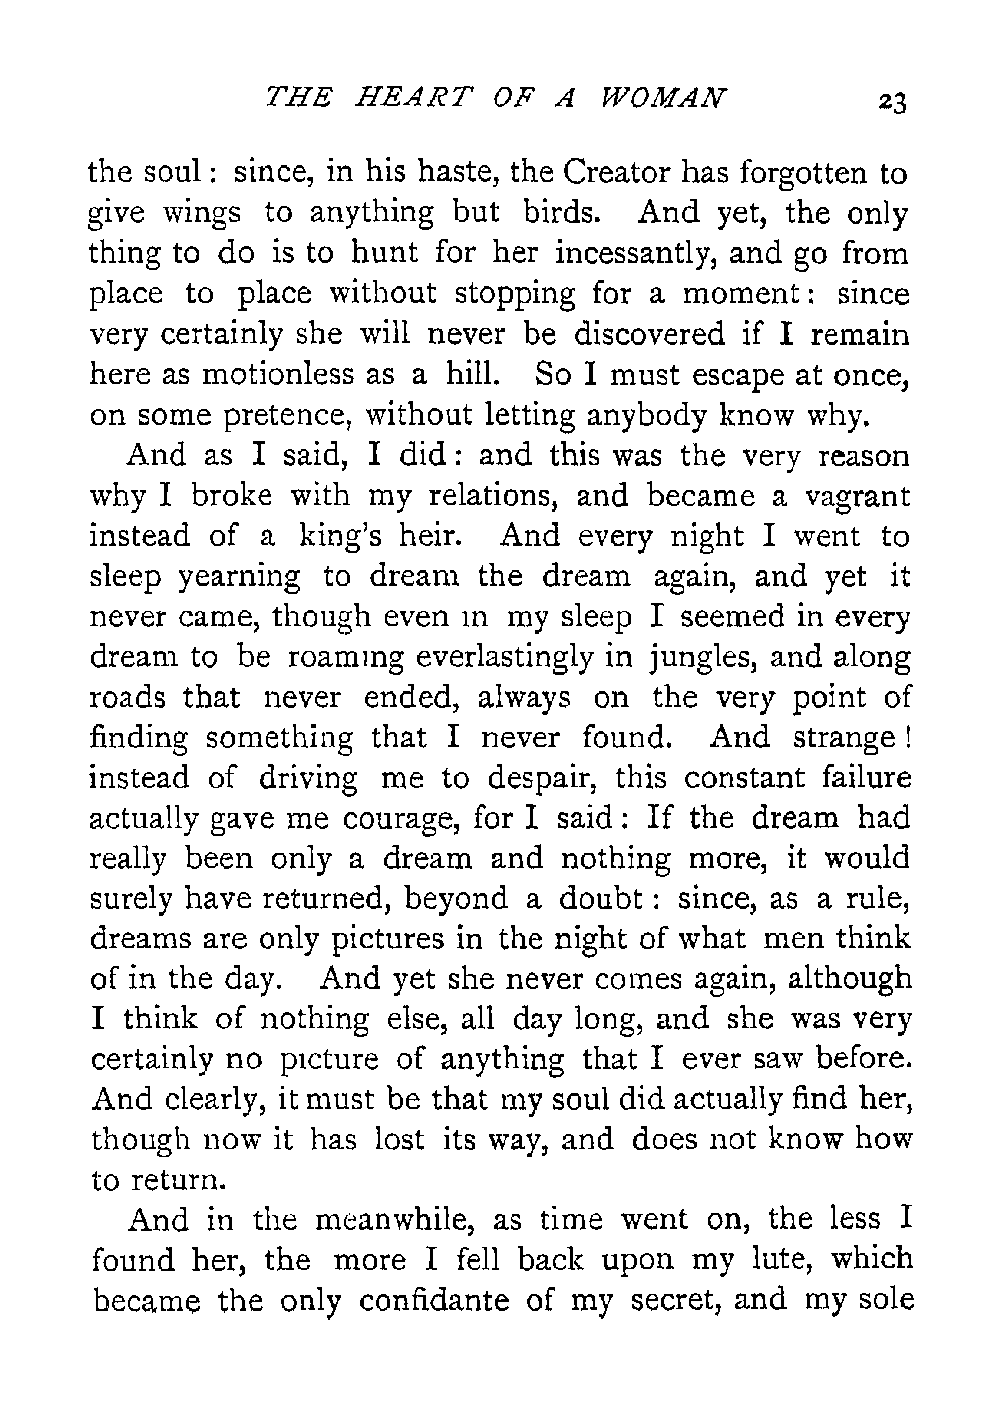 THE HEART OF A WOMAN 23
the soul : since, in his haste, the Creator has forgotten to
give wings to anything but birds. And yet, the only
thing to do is to hunt for her incessantly, and go from
place to place without stopping for a moment : since
very certainly she will never be discovered if I remain
here as motionless as a hill. So I must escape at once,
on some pretence, without letting anybody know why.
And as I said, I did : and this was the very reason
why I broke with my relations, and became a vagrant
instead of a king's heir. And every night I went to
sleep yearning to dream the dream again, and yet it
never came, though even in my sleep I seemed in every
dream to be roaming everlastingly in jungles, and along
roads that never ended, always on the very point of
finding something that I never found. And strange !
instead of driving me to despair, this constant failure
actually gave me courage, for I said : If the dream had
really been only a dream and nothing more, it would
surely have returned, beyond a doubt : since, as a rule,
dreams are only pictures in the night of what men think
of in the day. And yet she never comes again, although
I think of nothing else, all day long, and she was very
certainly no picture of anything that I ever saw before.
And clearly, it must be that my soul did actually find her,
though now it has lost its way, and does not know how
to return.
And in the meanwhile, as time went on, the less I
found her, the more I fell back upon my lute, which
became the only confidante of my secret, and my sole